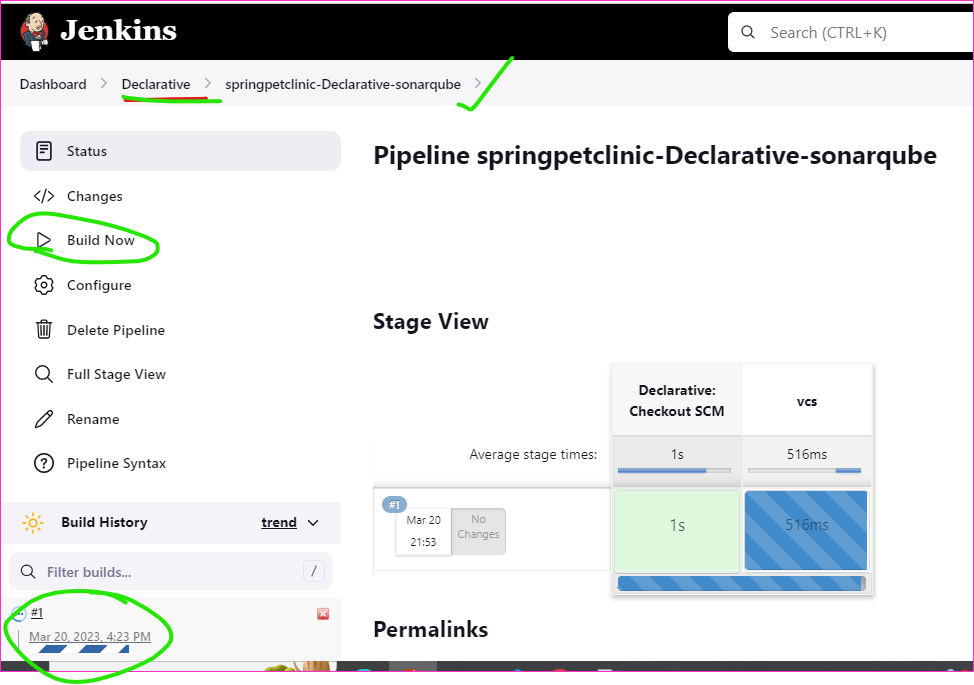 Jenkins
Search (CTRL+K)
Dashboard > Declarative > springpetclinic-Declarative-sonarqube >
Status
Changes
Build Now
Configure
Delete Pipeline
Full Stage View
Rename
Pipeline Syntax
Build History trend
Filter builds... /
#1
Mar 20, 2023, 4:23 PM
Pipeline springpetclinic-Declarative-sonarqube
Stage View
Declarative:
Checkout SCM
vcs
Average stage times:
1s
516ms
#1
Mar 20
21:53
No
Changes
1s
516ms
Permalinks